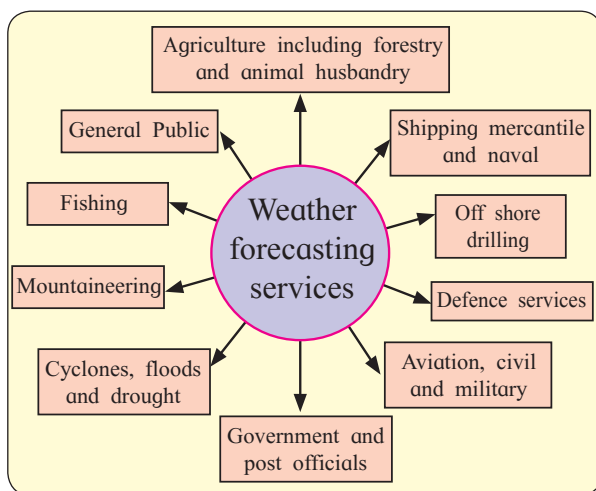 Agriculture including forestry
and animal husbandry
General Public
Shipping mercantile
and naval
Fishing
Weather
forecasting
services
Off shore
drilling
Mountaineering
Defence services
Cyclones, floods
and drought
Aviation, civil
and military
Government and
post officials